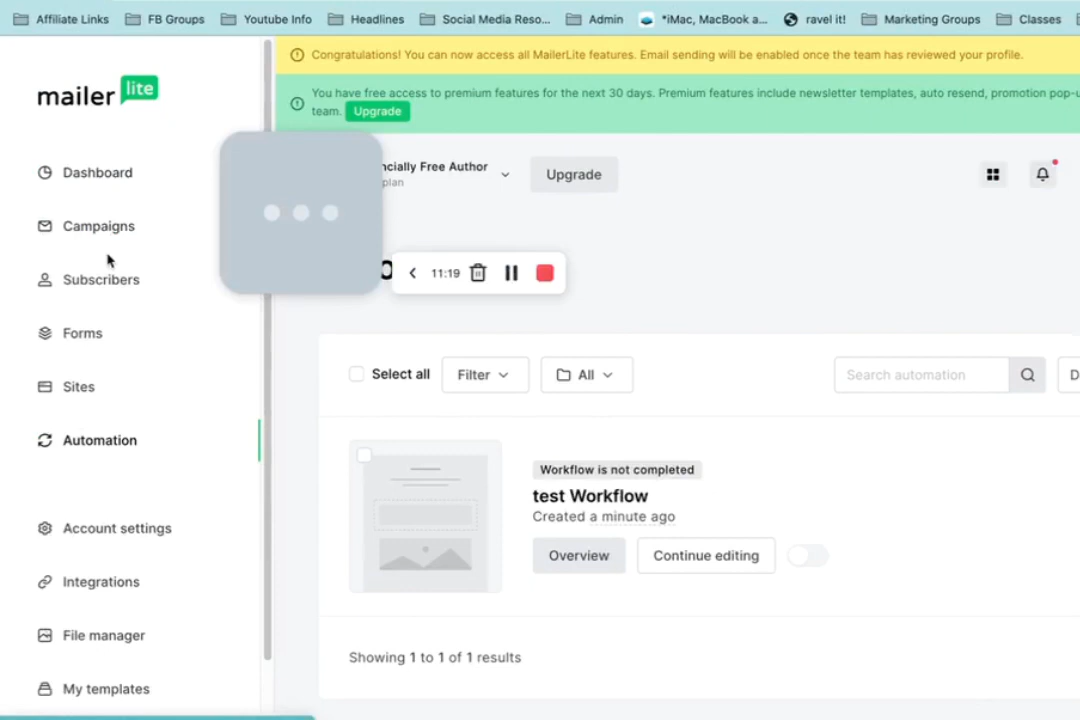 Affiliate Links FB Groups Youtube Info Headlines Social Media Reso... Admin *iMac, MacBook a... ravel it! Marketing Groups Classes
Congratulations! You can now access all MailerLite features. Email sending will be enabled once the team has reviewed your profile.
You have free access to premium features for the next 30 days. Premium features include newsletter templates, auto resend, promotion pop-u
team. Upgrade
mailer lite
Dashboard
Campaigns
Subscribers
Forms
Sites
Automation
Account settings
Integrations
File manager
My templates
ncially Free Author
plan
Upgrade
11:19
Select all Filter All Search automation D
Workflow is not completed
test Workflow
Created a minute ago
Overview Continue editing
Showing 1 to 1 of 1 results